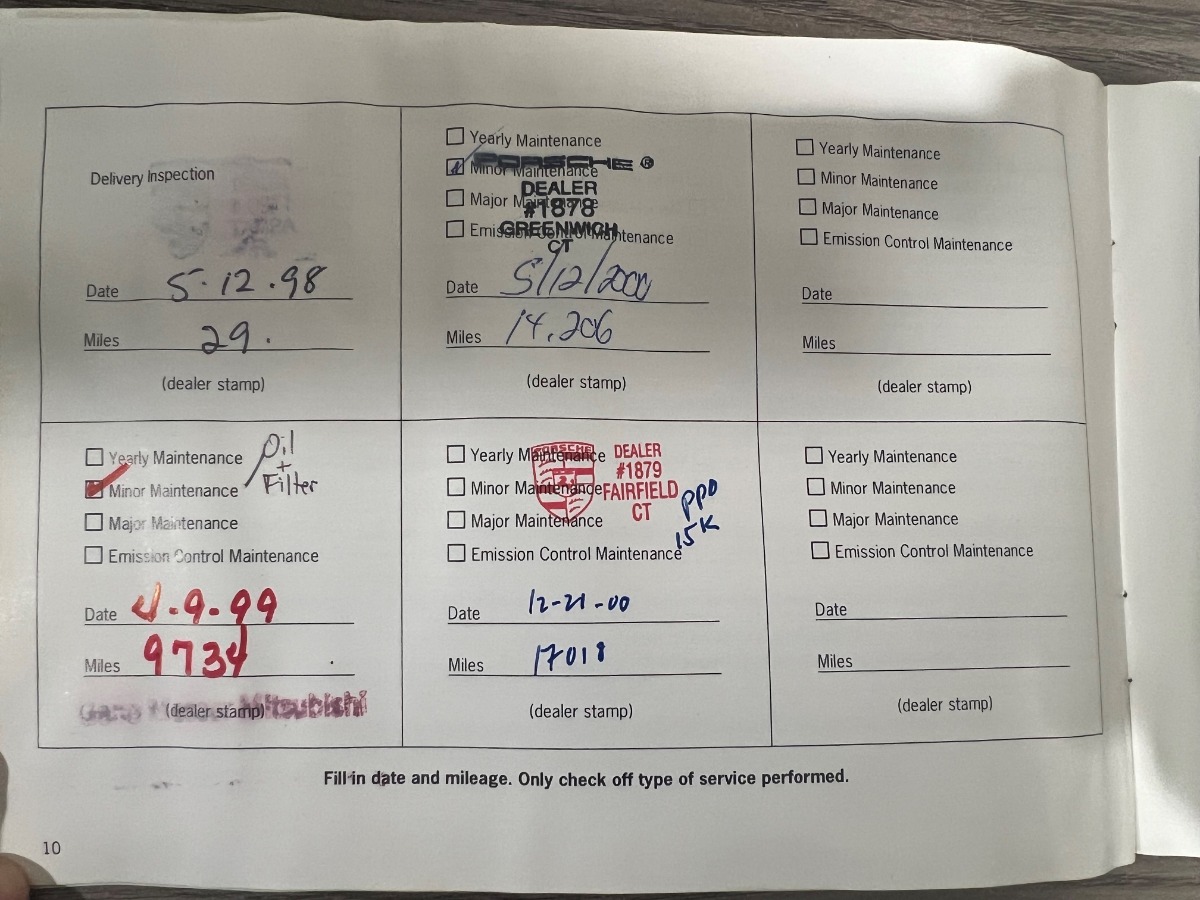 Delivery Inspection
Date 5-12.98
Miles 29.
(dealer stamp)
Yearly Maintenance
Minor Maintenance
Major Maintenance
Emission Control Maintenance
PORSCHE ®
DEALER
#1878
GREENWICH
CT
Date 5/12/2000
Miles 14,206
(dealer stamp)
Yearly Maintenance
Minor Maintenance
Major Maintenance
Emission Control Maintenance
Date
Miles
(dealer stamp)
Yearly Maintenance
Minor Maintenance
Major Maintenance
Emission Control Maintenance
Oil
+
Filter
Date 4-9-99
Miles 9734
(dealer stamp)
Mitsubishi
Yearly Maintenance
Minor Maintenance
Major Maintenance
Emission Control Maintenance
PORSCHE
DEALER
#1879
FAIRFIELD
CT
PPO
15K
Date 12-21-00
Miles 17018
(dealer stamp)
Yearly Maintenance
Minor Maintenance
Major Maintenance
Emission Control Maintenance
Date
Miles
(dealer stamp)
Fill in date and mileage. Only check off type of service performed.
10